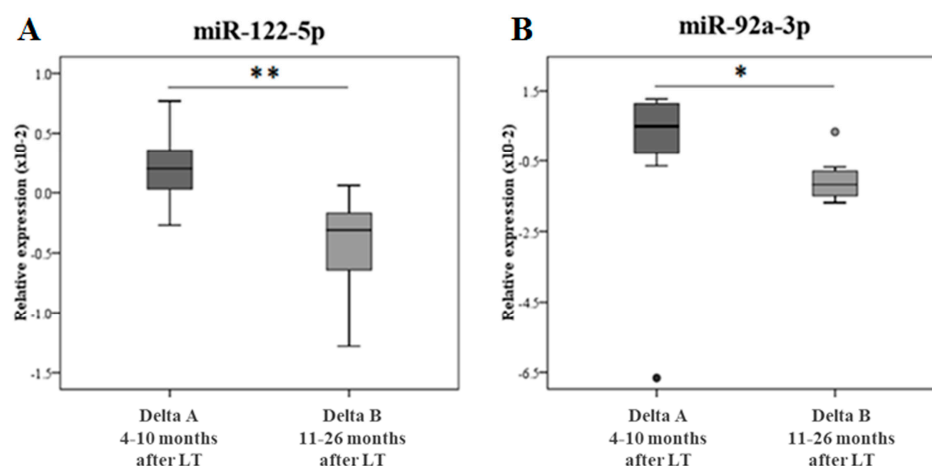 A
miR-122-5p
**
1.0
0.5
0.0
-0.5
-1.0
-1.5
Relative expression (x10-2)
Delta A
4-10 months
after LT
Delta B
11-26 months
after LT
B
miR-92a-3p
*
1.5
-0.5
-2.5
-4.5
-6.5
Relative expression (x10-2)
Delta A
4-10 months
after LT
Delta B
11-26 months
after LT